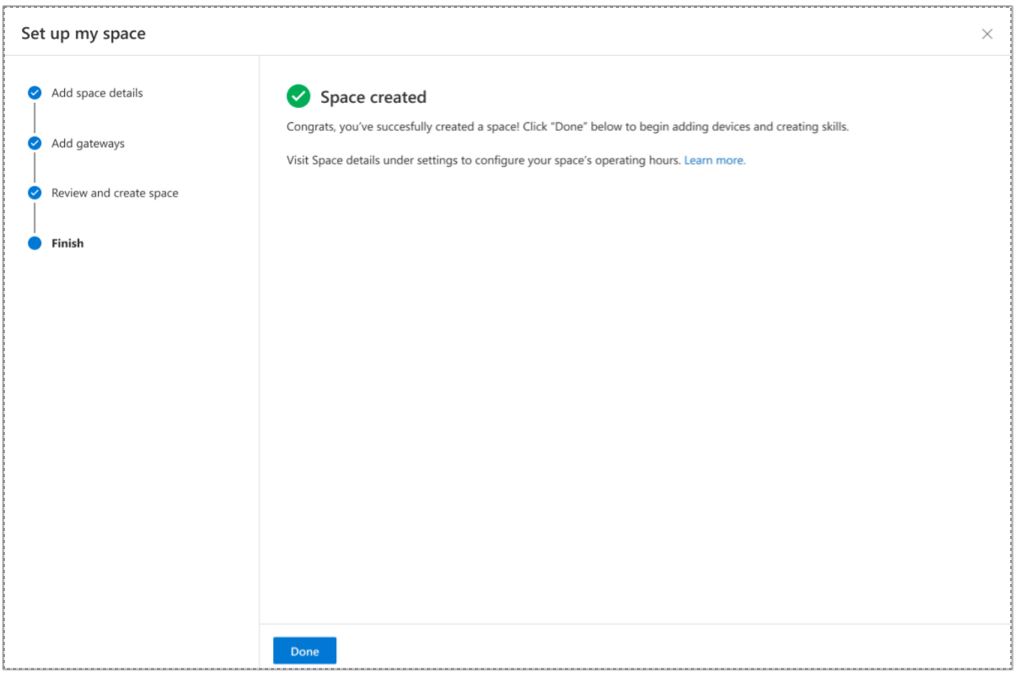 Set up my space
Add space details
Add gateways
Review and create space
Finish
Space created
Congrats, you've succesfully created a space! Click "Done" below to begin adding devices and creating skills.
Visit Space details under settings to configure your space's operating hours. Learn more.
Done